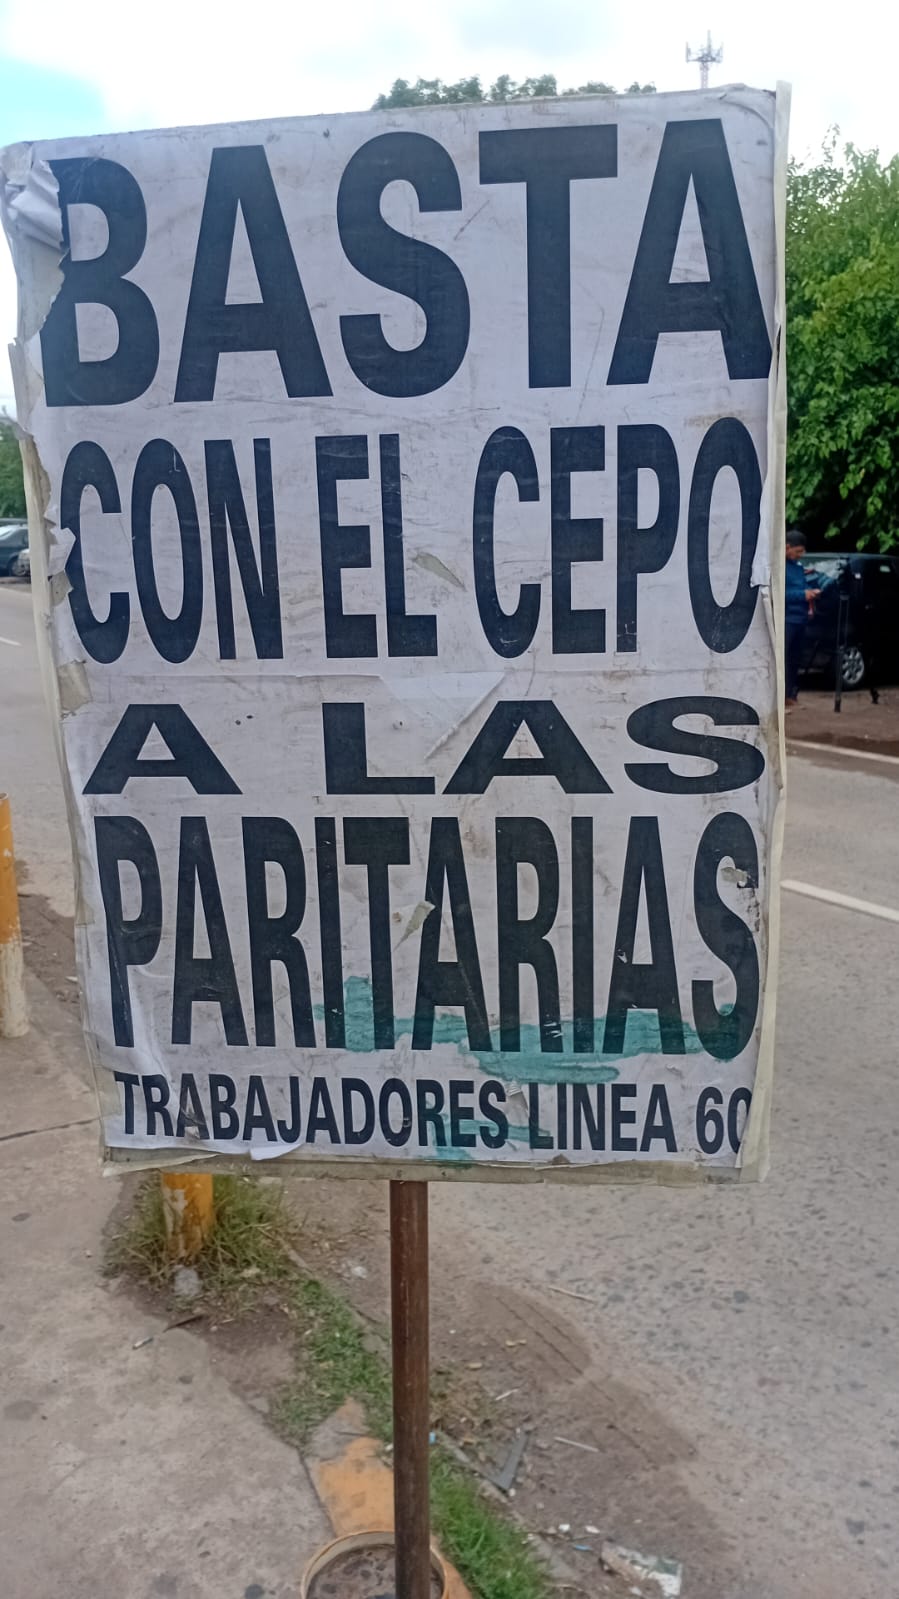 BASTA
CON EL CEPO
A LAS
PARITARIAS
TRABAJADORES LINEA 60